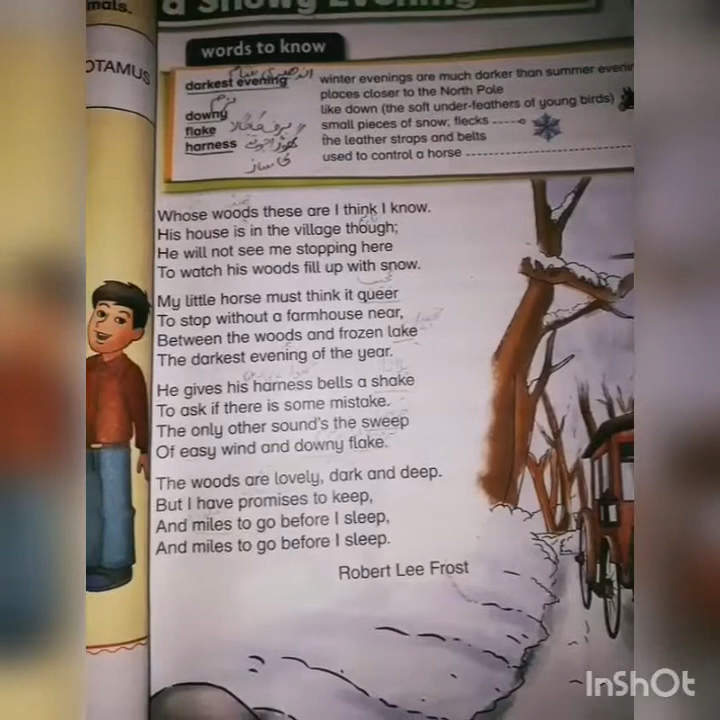 mals.
a Snowy Evening
OTAMUS
words to know
darkest evening winter evenings are much darker than summer evenin
places closer to the North Pole
downy like down (the soft under-feathers of young birds)
flake small pieces of snow; flecks
harness the leather straps and belts
used to control a horse
Whose woods these are I think I know.
His house is in the village though;
He will not see me stopping here
To watch his woods fill up with snow.
My little horse must think it queer
To stop without a farmhouse near,
Between the woods and frozen lake
The darkest evening of the year.
He gives his harness bells a shake
To ask if there is some mistake.
The only other sound's the sweep
Of easy wind and downy flake.
The woods are lovely, dark and deep.
But I have promises to keep,
And miles to go before I sleep,
And miles to go before I sleep.
Robert Lee Frost
InShOt